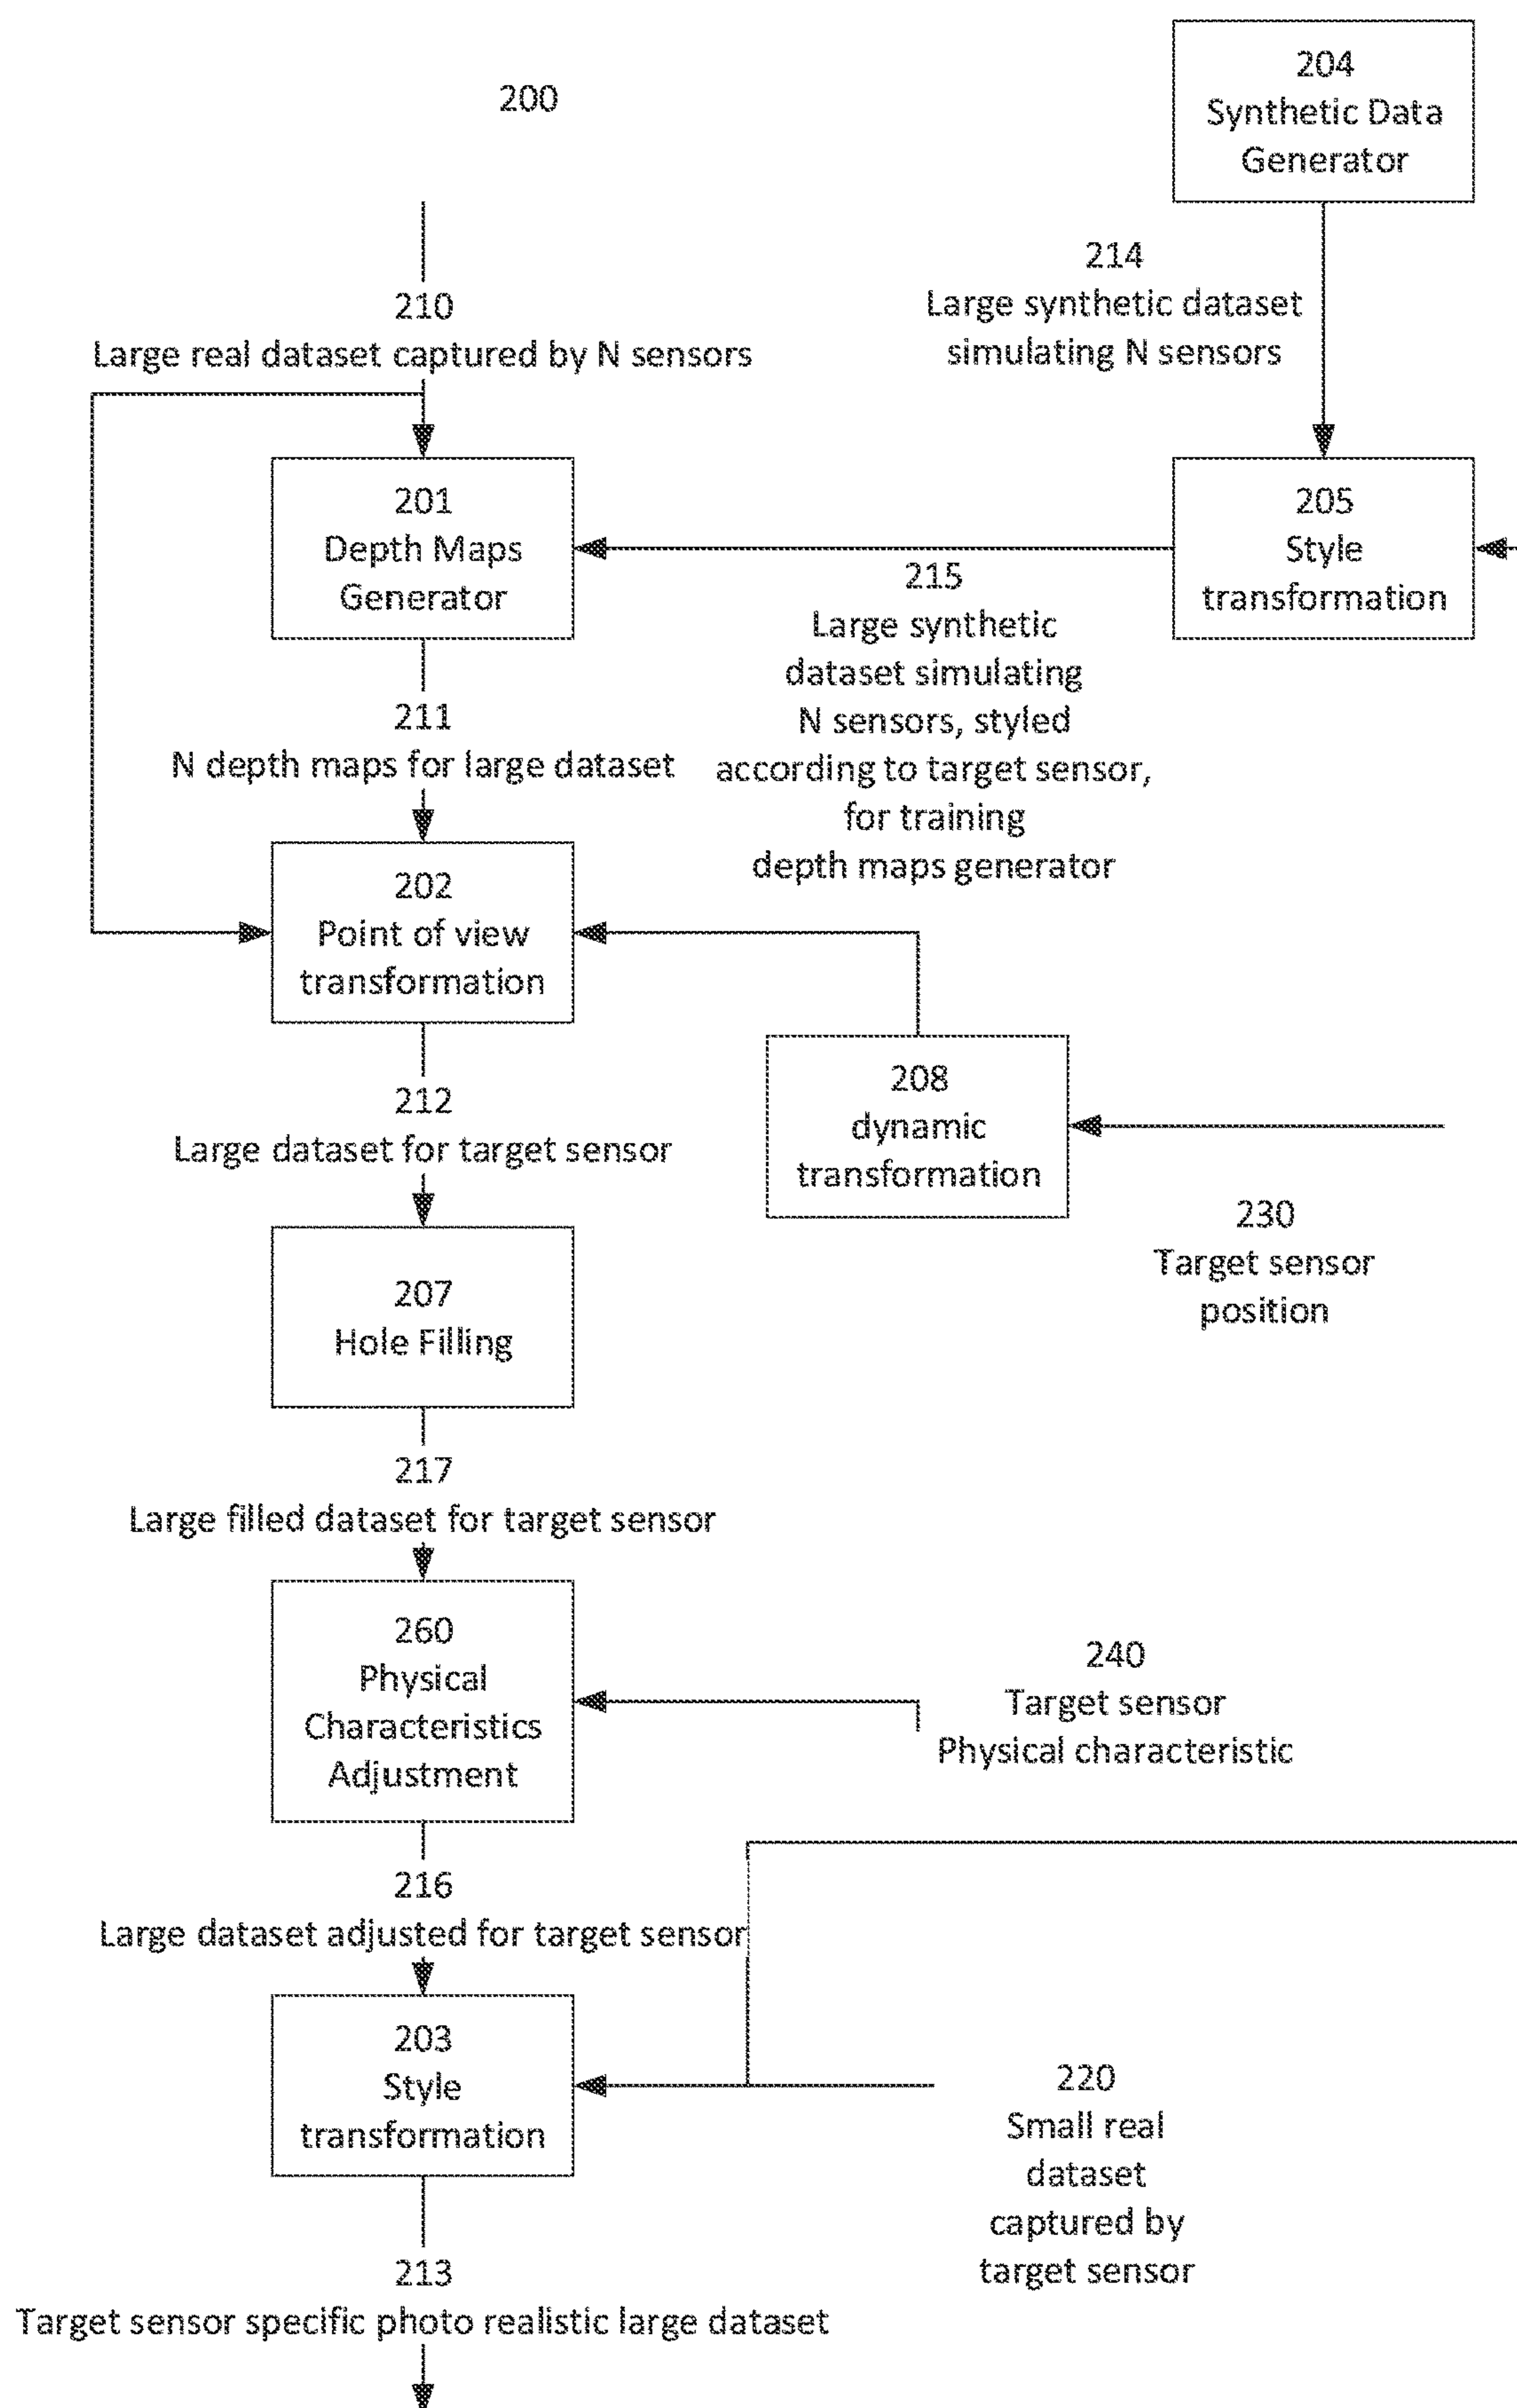 200
204
Synthetic Data
Generator
214
Large synthetic dataset
simulating N sensors
210
Large real dataset captured by N sensors
201
Depth Maps
Generator
205
Style
transformation
215
Large synthetic
dataset simulating
N sensors, styled
according to target sensor,
for training
depth maps generator
211
N depth maps for large dataset
202
Point of view
transformation
208
dynamic
transformation
212
Large dataset for target sensor
230
Target sensor
position
207
Hole Filling
217
Large filled dataset for target sensor
260
Physical
Characteristics
Adjustment
240
Target sensor
Physical characteristic
216
Large dataset adjusted for target sensor
203
Style
transformation
220
Small real
dataset
captured by
target sensor
213
Target sensor specific photo realistic large dataset